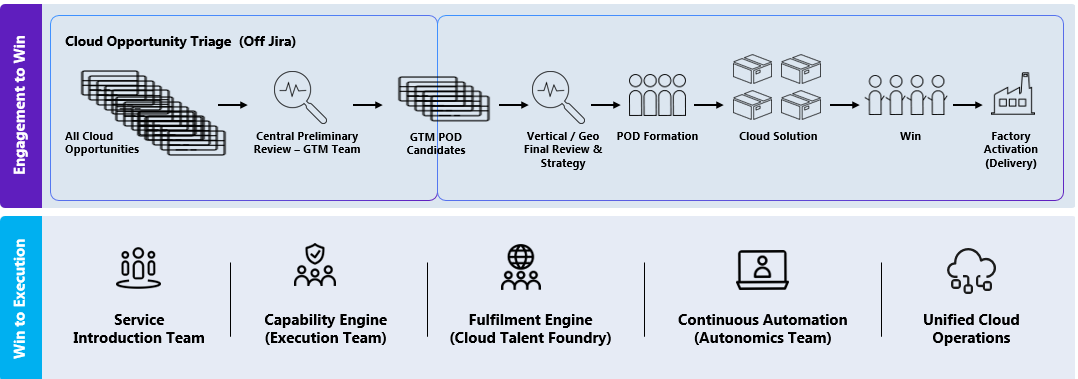 Engagement to Win
Cloud Opportunity Triage (Off Jira)
All Cloud
Opportunities
Central Preliminary
Review – GTM Team
GTM POD
Candidates
Vertical / Geo
Final Review &
Strategy
POD Formation
Cloud Solution
Win
Factory
Activation
(Delivery)
Win to Execution
Service
Introduction Team
Capability Engine
(Execution Team)
Fulfilment Engine
(Cloud Talent Foundry)
Continuous Automation
(Autonomics Team)
Unified Cloud
Operations